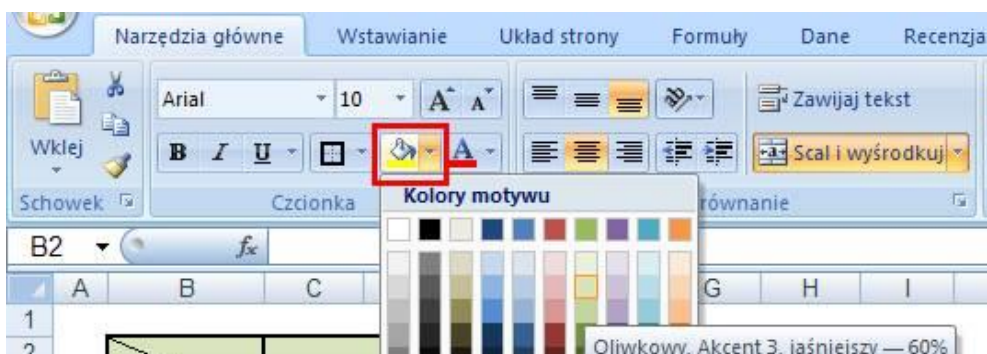 Narzędzia główne Wstawianie Układ strony Formuły Dane Recenzja
Arial 10 A A Zawijaj tekst
Wklej B I U A Scal i wyśrodkuj
Schowek Czcionka Kolory motywu równanie
B2 fx
A B C G H I
1
2 Oliwkowy, Akcent 3, jaśniejszy — 60%